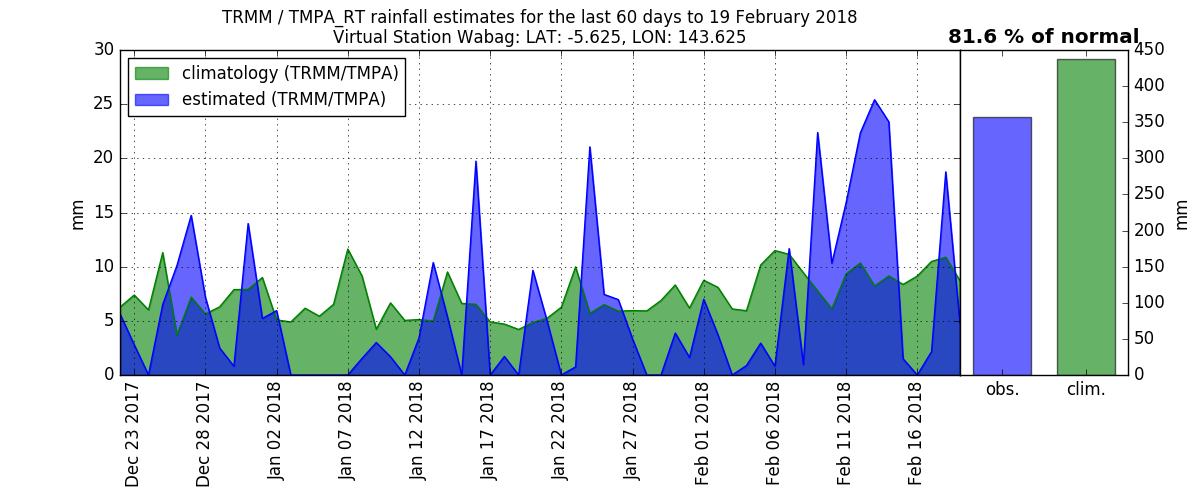 TRMM / TMPA_RT rainfall estimates for the last 60 days to 19 February 2018
Virtual Station Wabag: LAT: -5.625, LON: 143.625
81.6 % of normal
climatology (TRMM/TMPA)
estimated (TRMM/TMPA)
30
25
20
15
10
5
0
mm
Dec 23 2017
Dec 28 2017
Jan 02 2018
Jan 07 2018
Jan 12 2018
Jan 17 2018
Jan 22 2018
Jan 27 2018
Feb 01 2018
Feb 06 2018
Feb 11 2018
Feb 16 2018
obs.
clim.
450
400
350
300
250
200
150
100
50
0
mm